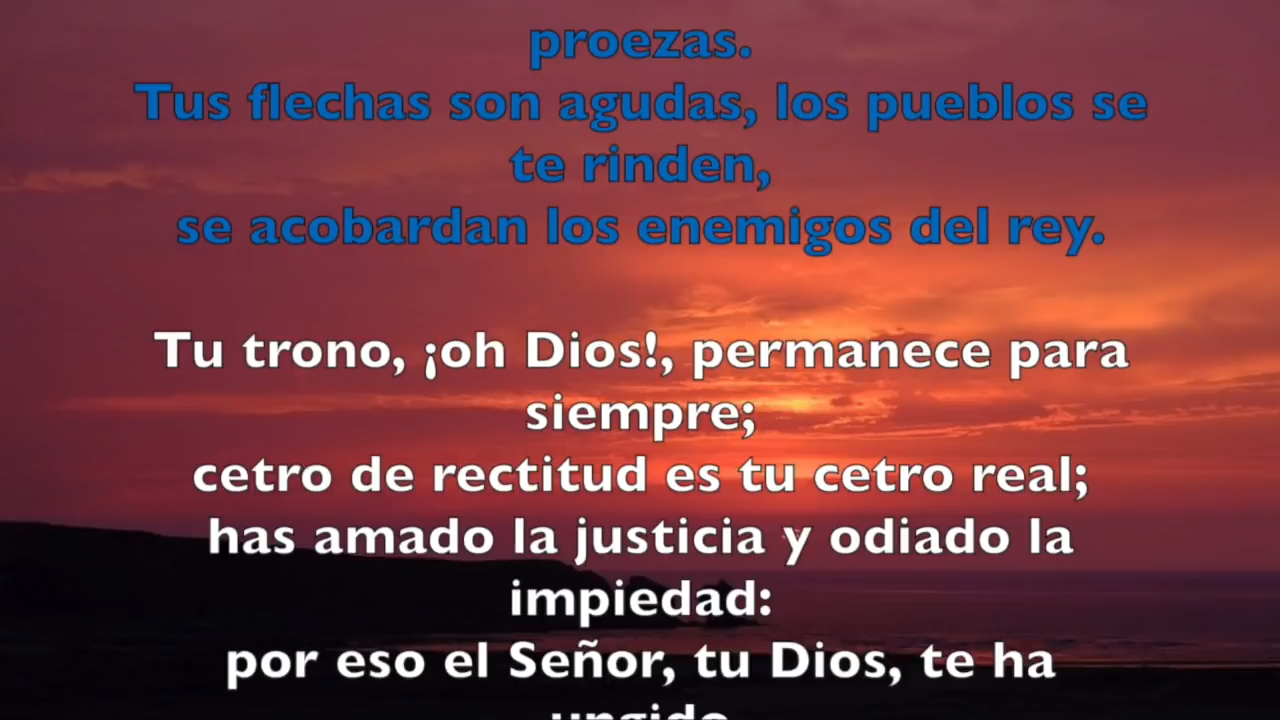 proezas.
Tus flechas son agudas, los pueblos se
te rinden,
se acobardan los enemigos del rey.
Tu trono, ¡oh Dios!, permanece para
siempre;
cetro de rectitud es tu cetro real;
has amado la justicia y odiado la
impiedad:
por eso el Señor, tu Dios, te ha